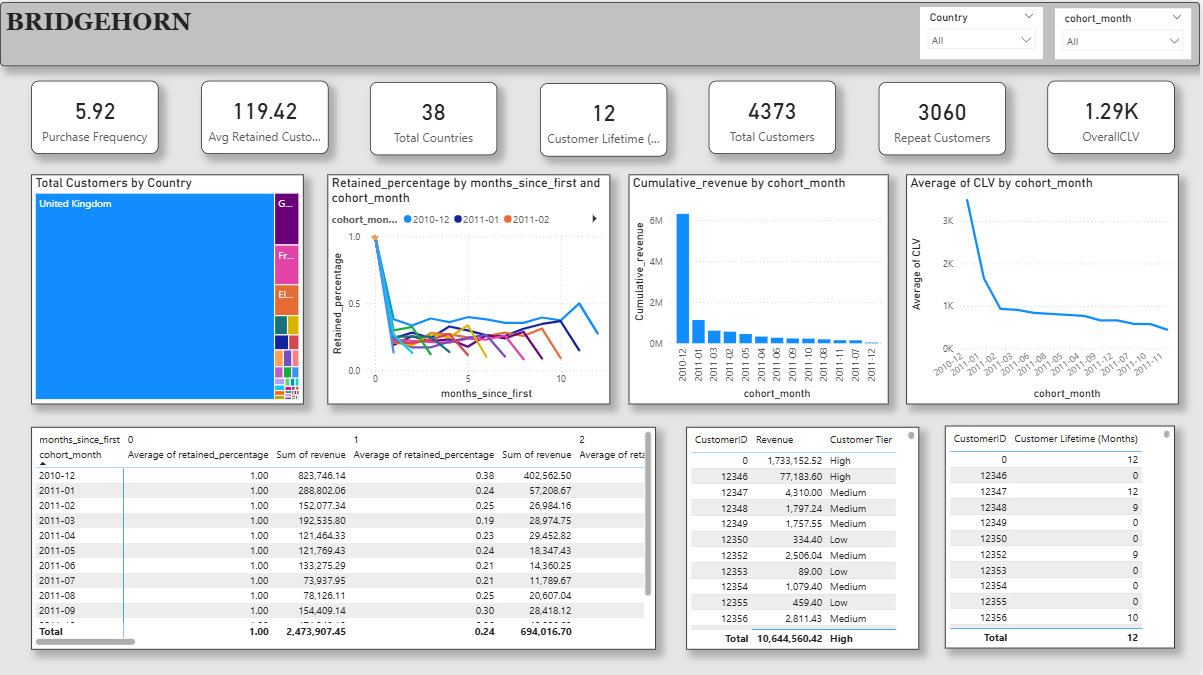 BRIDGEHORN
Country
All
cohort_month
All
5.92
Purchase Frequency
119.42
Avg Retained Custo...
38
Total Countries
12
Customer Lifetime (...
4373
Total Customers
3060
Repeat Customers
1.29K
OverallCLV
Total Customers by Country
United Kingdom
G...
Fr...
EI...
Retained_percentage by months_since_first and
cohort_month
cohort_mon... 2010-12 2011-01 2011-02
Retained_percentage
1.0
0.5
0.0
0 5 10
months_since_first
Cumulative_revenue by cohort_month
Cumulative_revenue
6M
4M
2M
0M
2010-12 2011-01 2011-03 2011-02 2011-05 2011-04 2011-06 2011-09 2011-10 2011-08 2011-11 2011-07 2011-12
cohort_month
Average of CLV by cohort_month
Average of CLV
3K
2K
1K
0K
2010-12 2011-01 2011-02 2011-03 2011-06 2011-08 2011-05 2011-04 2011-09 2011-12 2011-07 2011-10 2011-11
cohort_month
months_since_first 0 1 2
cohort_month Average of retained_percentage Sum of revenue Average of retained_percentage Sum of revenue Average of reta
2010-12 1.00 823,746.14 0.38 402,562.50
2011-01 1.00 288,802.06 0.24 57,208.67
2011-02 1.00 152,077.34 0.25 26,984.16
2011-03 1.00 192,535.80 0.19 28,974.75
2011-04 1.00 121,464.33 0.23 29,452.82
2011-05 1.00 121,769.43 0.24 18,347.43
2011-06 1.00 133,275.29 0.21 14,360.25
2011-07 1.00 73,937.95 0.21 11,789.67
2011-08 1.00 78,126.11 0.25 20,607.04
2011-09 1.00 154,409.14 0.30 28,418.12
Total 1.00 2,473,907.45 0.24 694,016.70
CustomerID Revenue Customer Tier
0 1,733,152.52 High
12346 77,183.60 High
12347 4,310.00 Medium
12348 1,797.24 Medium
12349 1,757.55 Medium
12350 334.40 Low
12352 2,506.04 Medium
12353 89.00 Low
12354 1,079.40 Medium
12355 459.40 Low
12356 2,811.43 Medium
Total 10,644,560.42 High
CustomerID Customer Lifetime (Months)
0 12
12346 0
12347 12
12348 9
12349 0
12350 0
12352 9
12353 0
12354 0
12355 0
12356 10
Total 12